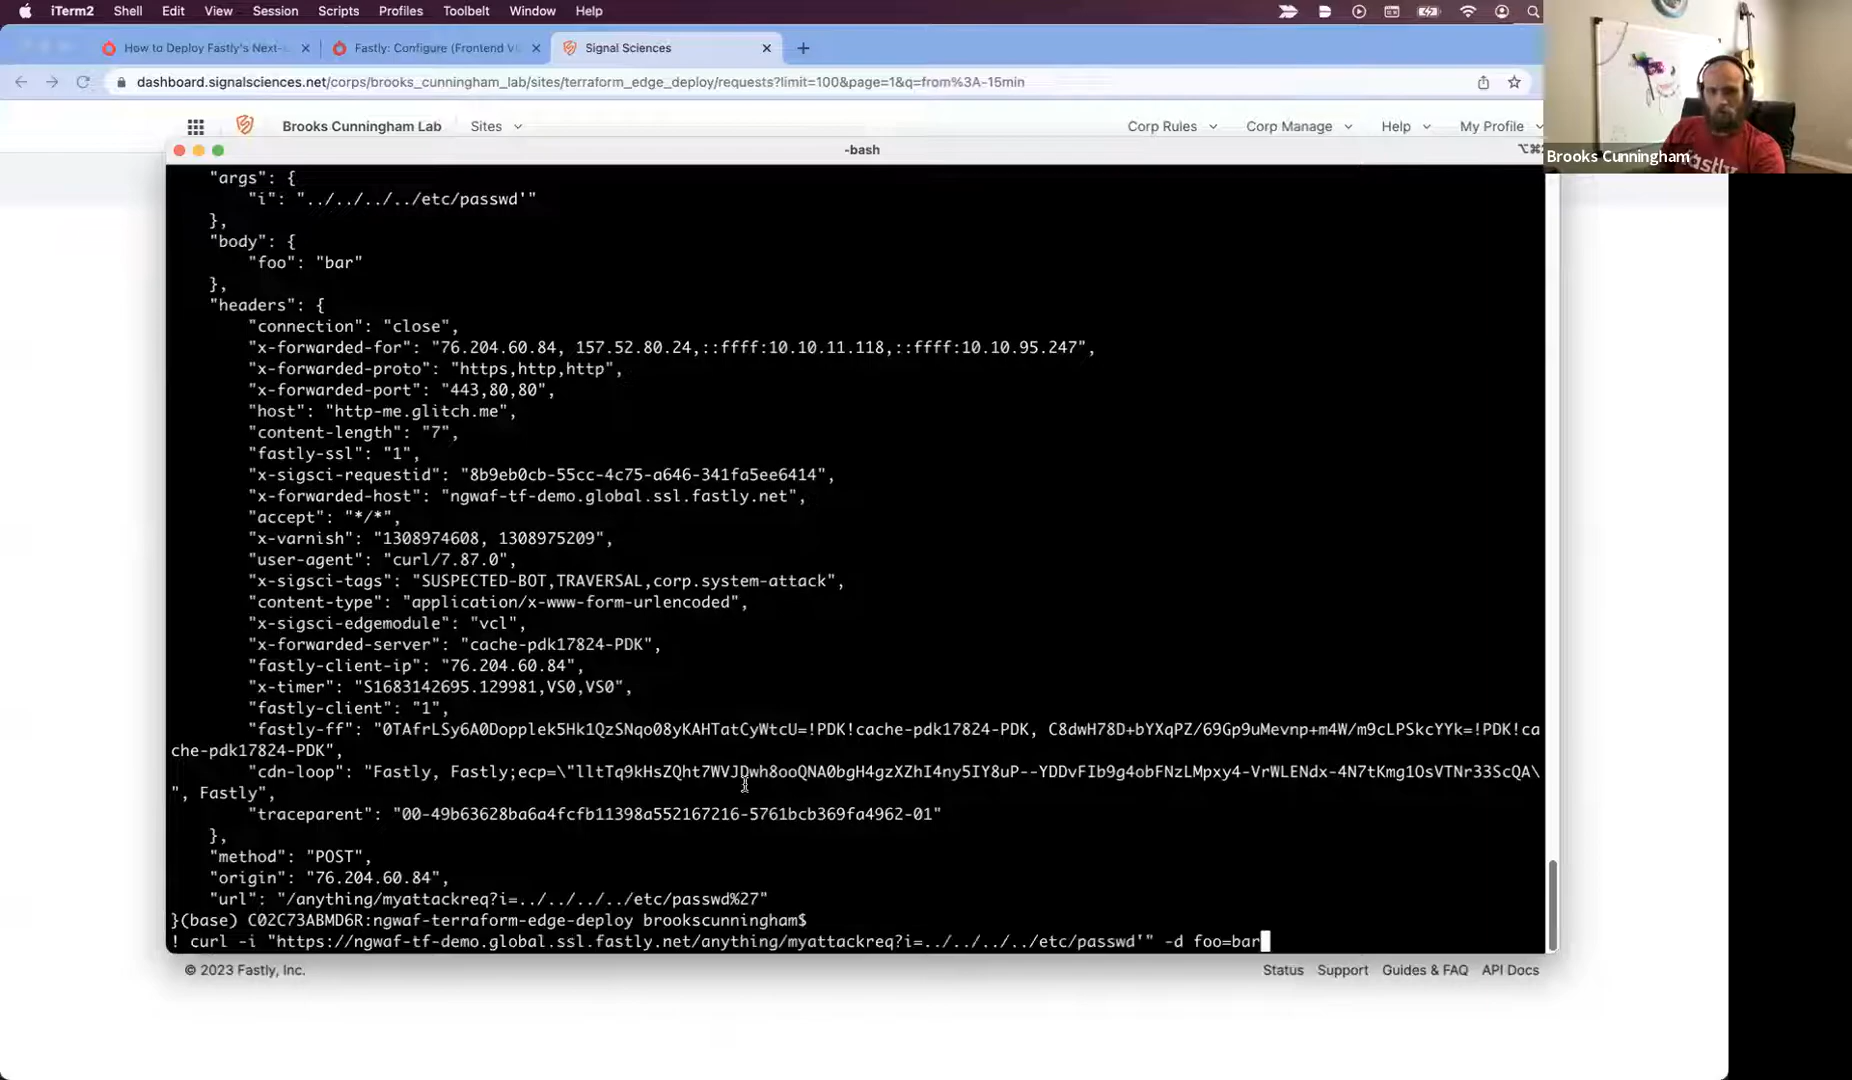 iTerm2 Shell Edit View Session Scripts Profiles Toolbelt Window Help
How to Deploy Fastly's Next-
Fastly: Configure (Frontend V
Signal Sciences
dashboard.signalsciences.net/corps/brooks_cunningham_lab/sites/terraform_edge_deploy/requests?limit=100&page=1&q=from%3A-15min
Brooks Cunningham Lab Sites Corp Rules Corp Manage Help My Profile
-bash
Brooks Cunningham
fastly
"args": {
"i": "../../../../etc/passwd'"
},
"body": {
"foo": "bar"
},
"headers": {
"connection": "close",
"x-forwarded-for": "76.204.60.84, 157.52.80.24,::ffff:10.10.11.118,::ffff:10.10.95.247",
"x-forwarded-proto": "https,http,http",
"x-forwarded-port": "443,80,80",
"host": "http-me.glitch.me",
"content-length": "7",
"fastly-ssl": "1",
"x-sigsci-requestid": "8b9eb0cb-55cc-4c75-a646-341fa5ee6414",
"x-forwarded-host": "ngwaf-tf-demo.global.ssl.fastly.net",
"accept": "*/*",
"x-varnish": "1308974608, 1308975209",
"user-agent": "curl/7.87.0",
"x-sigsci-tags": "SUSPECTED-BOT,TRAVERSAL,corp.system-attack",
"content-type": "application/x-www-form-urlencoded",
"x-sigsci-edgemodule": "vcl",
"x-forwarded-server": "cache-pdk17824-PDK",
"fastly-client-ip": "76.204.60.84",
"x-timer": "S1683142695.129981,VS0,VS0",
"fastly-client": "1",
"fastly-ff": "0TAfrLSy6A0Dopplek5Hk1QzSNqo08yKAHTatCyWtcU=!PDK!cache-pdk17824-PDK, C8dwH78D+bYXqPZ/69Gp9uMevnp+m4W/m9cLPSkcYYk=!PDK!ca
che-pdk17824-PDK",
"cdn-loop": "Fastly, Fastly;ecp=\"lltTq9kHsZQht7WVJDwh8ooQNA0bgH4gzXZhI4ny5IY8uP--YDDvFIb9g4obFNzLMpxy4-VrWLENdx-4N7tKmg1OsVTNr33ScQA\
", Fastly",
"traceparent": "00-49b63628ba6a4fcfb11398a552167216-5761bcb369fa4962-01"
},
"method": "POST",
"origin": "76.204.60.84",
"url": "/anything/myattackreq?i=../../../../etc/passwd%27"
}(base) C02C73ABMD6R:ngwaf-terraform-edge-deploy brookscunningham$
! curl -i "https://ngwaf-tf-demo.global.ssl.fastly.net/anything/myattackreq?i=../../../../etc/passwd'" -d foo=bar
© 2023 Fastly, Inc. Status Support Guides & FAQ API Docs